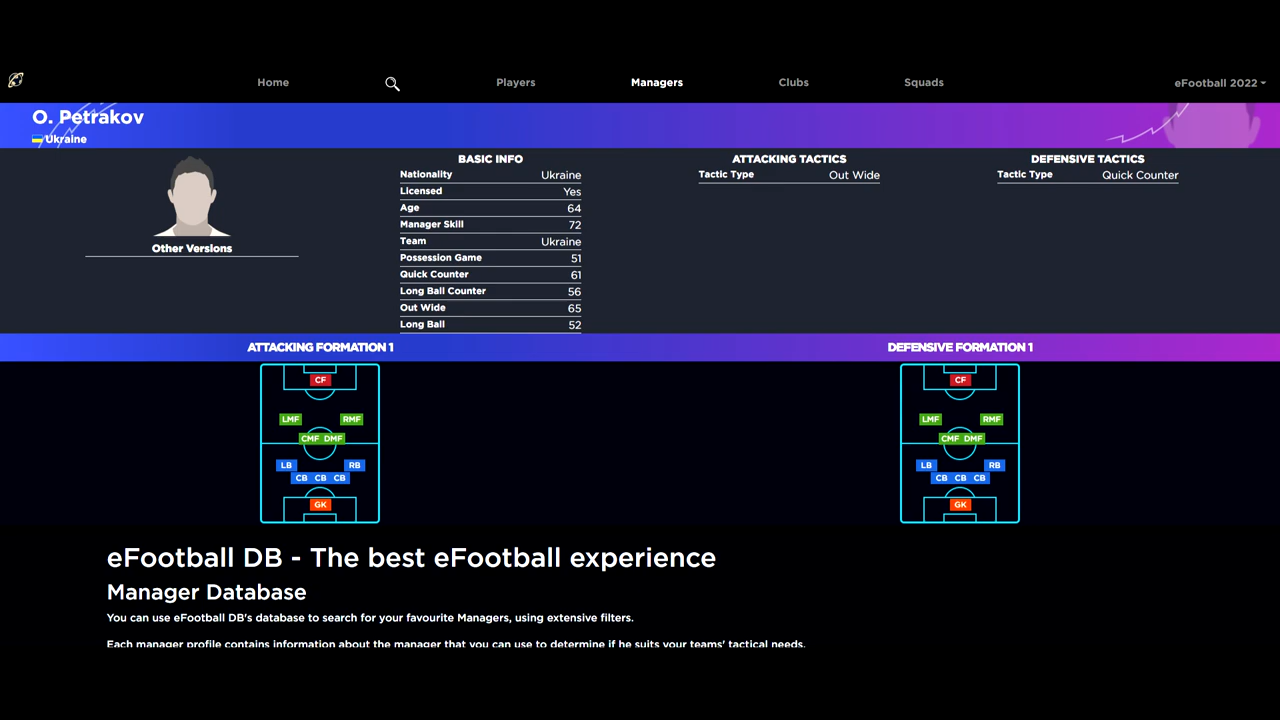 Home
Players
Managers
Clubs
Squads
eFootball 2022
O. Petrakov
Ukraine
Other Versions
BASIC INFO
Nationality Ukraine
Licensed Yes
Age 64
Manager Skill 72
Team Ukraine
Possession Game 51
Quick Counter 61
Long Ball Counter 56
Out Wide 65
Long Ball 52
ATTACKING TACTICS
Tactic Type Out Wide
DEFENSIVE TACTICS
Tactic Type Quick Counter
ATTACKING FORMATION 1
CF
LMF RMF
CMF DMF
LB RB
CB CB CB
GK
DEFENSIVE FORMATION 1
CF
LMF RMF
CMF DMF
LB RB
CB CB CB
GK
eFootball DB - The best eFootball experience
Manager Database
You can use eFootball DB's database to search for your favourite Managers, using extensive filters.
Each manager profile contains information about the manager that you can use to determine if he suits your teams' tactical needs.